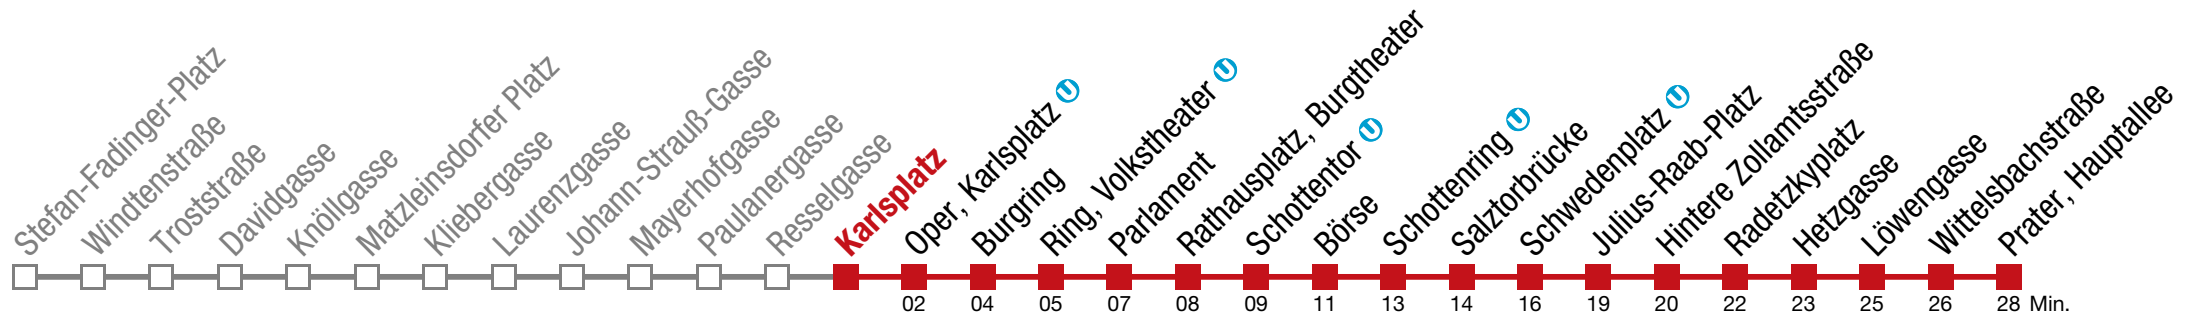 Stefan-Fadinger-Platz
Windtenstraße
Troststraße
Davidgasse
Knöllgasse
Matzleinsdorfer Platz
Kliebergasse
Laurenzgasse
Johann-Strauß-Gasse
Mayerhofgasse
Paulanergasse
Resselgasse
Karlsplatz
Oper, Karlsplatz U
Burgring
Ring, Volkstheater U
Parlament
Rathausplatz, Burgtheater
Schottentor U
Börse
Schottenring U
Salztorbrücke
Schwedenplatz U
Julius-Raab-Platz
Hintere Zollamtsstraße
Radetzkyplatz
Hetzgasse
Löwengasse
Wittelsbachstraße
Prater, Hauptallee
02 04 05 07 08 09 11 13 14 16 19 20 22 23 25 26 28 Min.